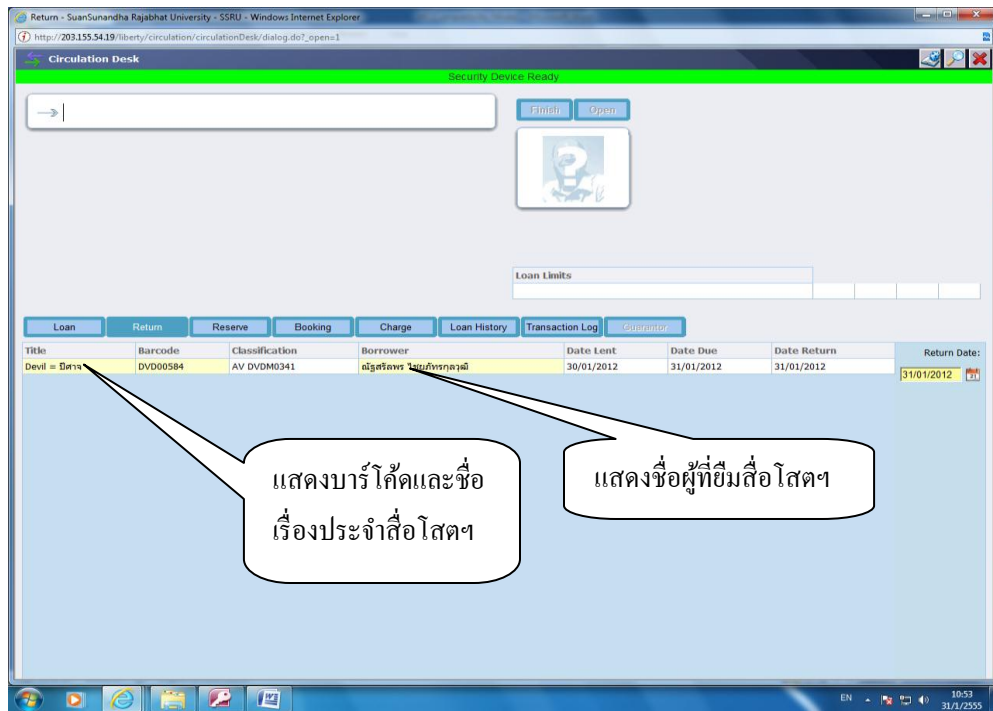 Return - SuanSunandha Rajabhat University - SSRU - Windows Internet Explorer
http://203.155.54.19/liberty/circulation/circulationDesk/dialog.do?_open=1
Circulation Desk
Security Device Ready
Finish Open
Loan Limits
Loan Return Reserve Booking Charge Loan History Transaction Log Guarantor
Title Barcode Classification Borrower Date Lent Date Due Date Return Return Date:
Devil = ปีศาจ DVD00584 AV DVDM0341 30/01/2012 31/01/2012 31/01/2012
31/01/2012
แสดงบาร์โค้ดและชื่อ
เรื่องประจำสื่อโสตฯ
แสดงชื่อผู้ที่ยืมสื่อโสตฯ
EN 10:53
31/1/2555